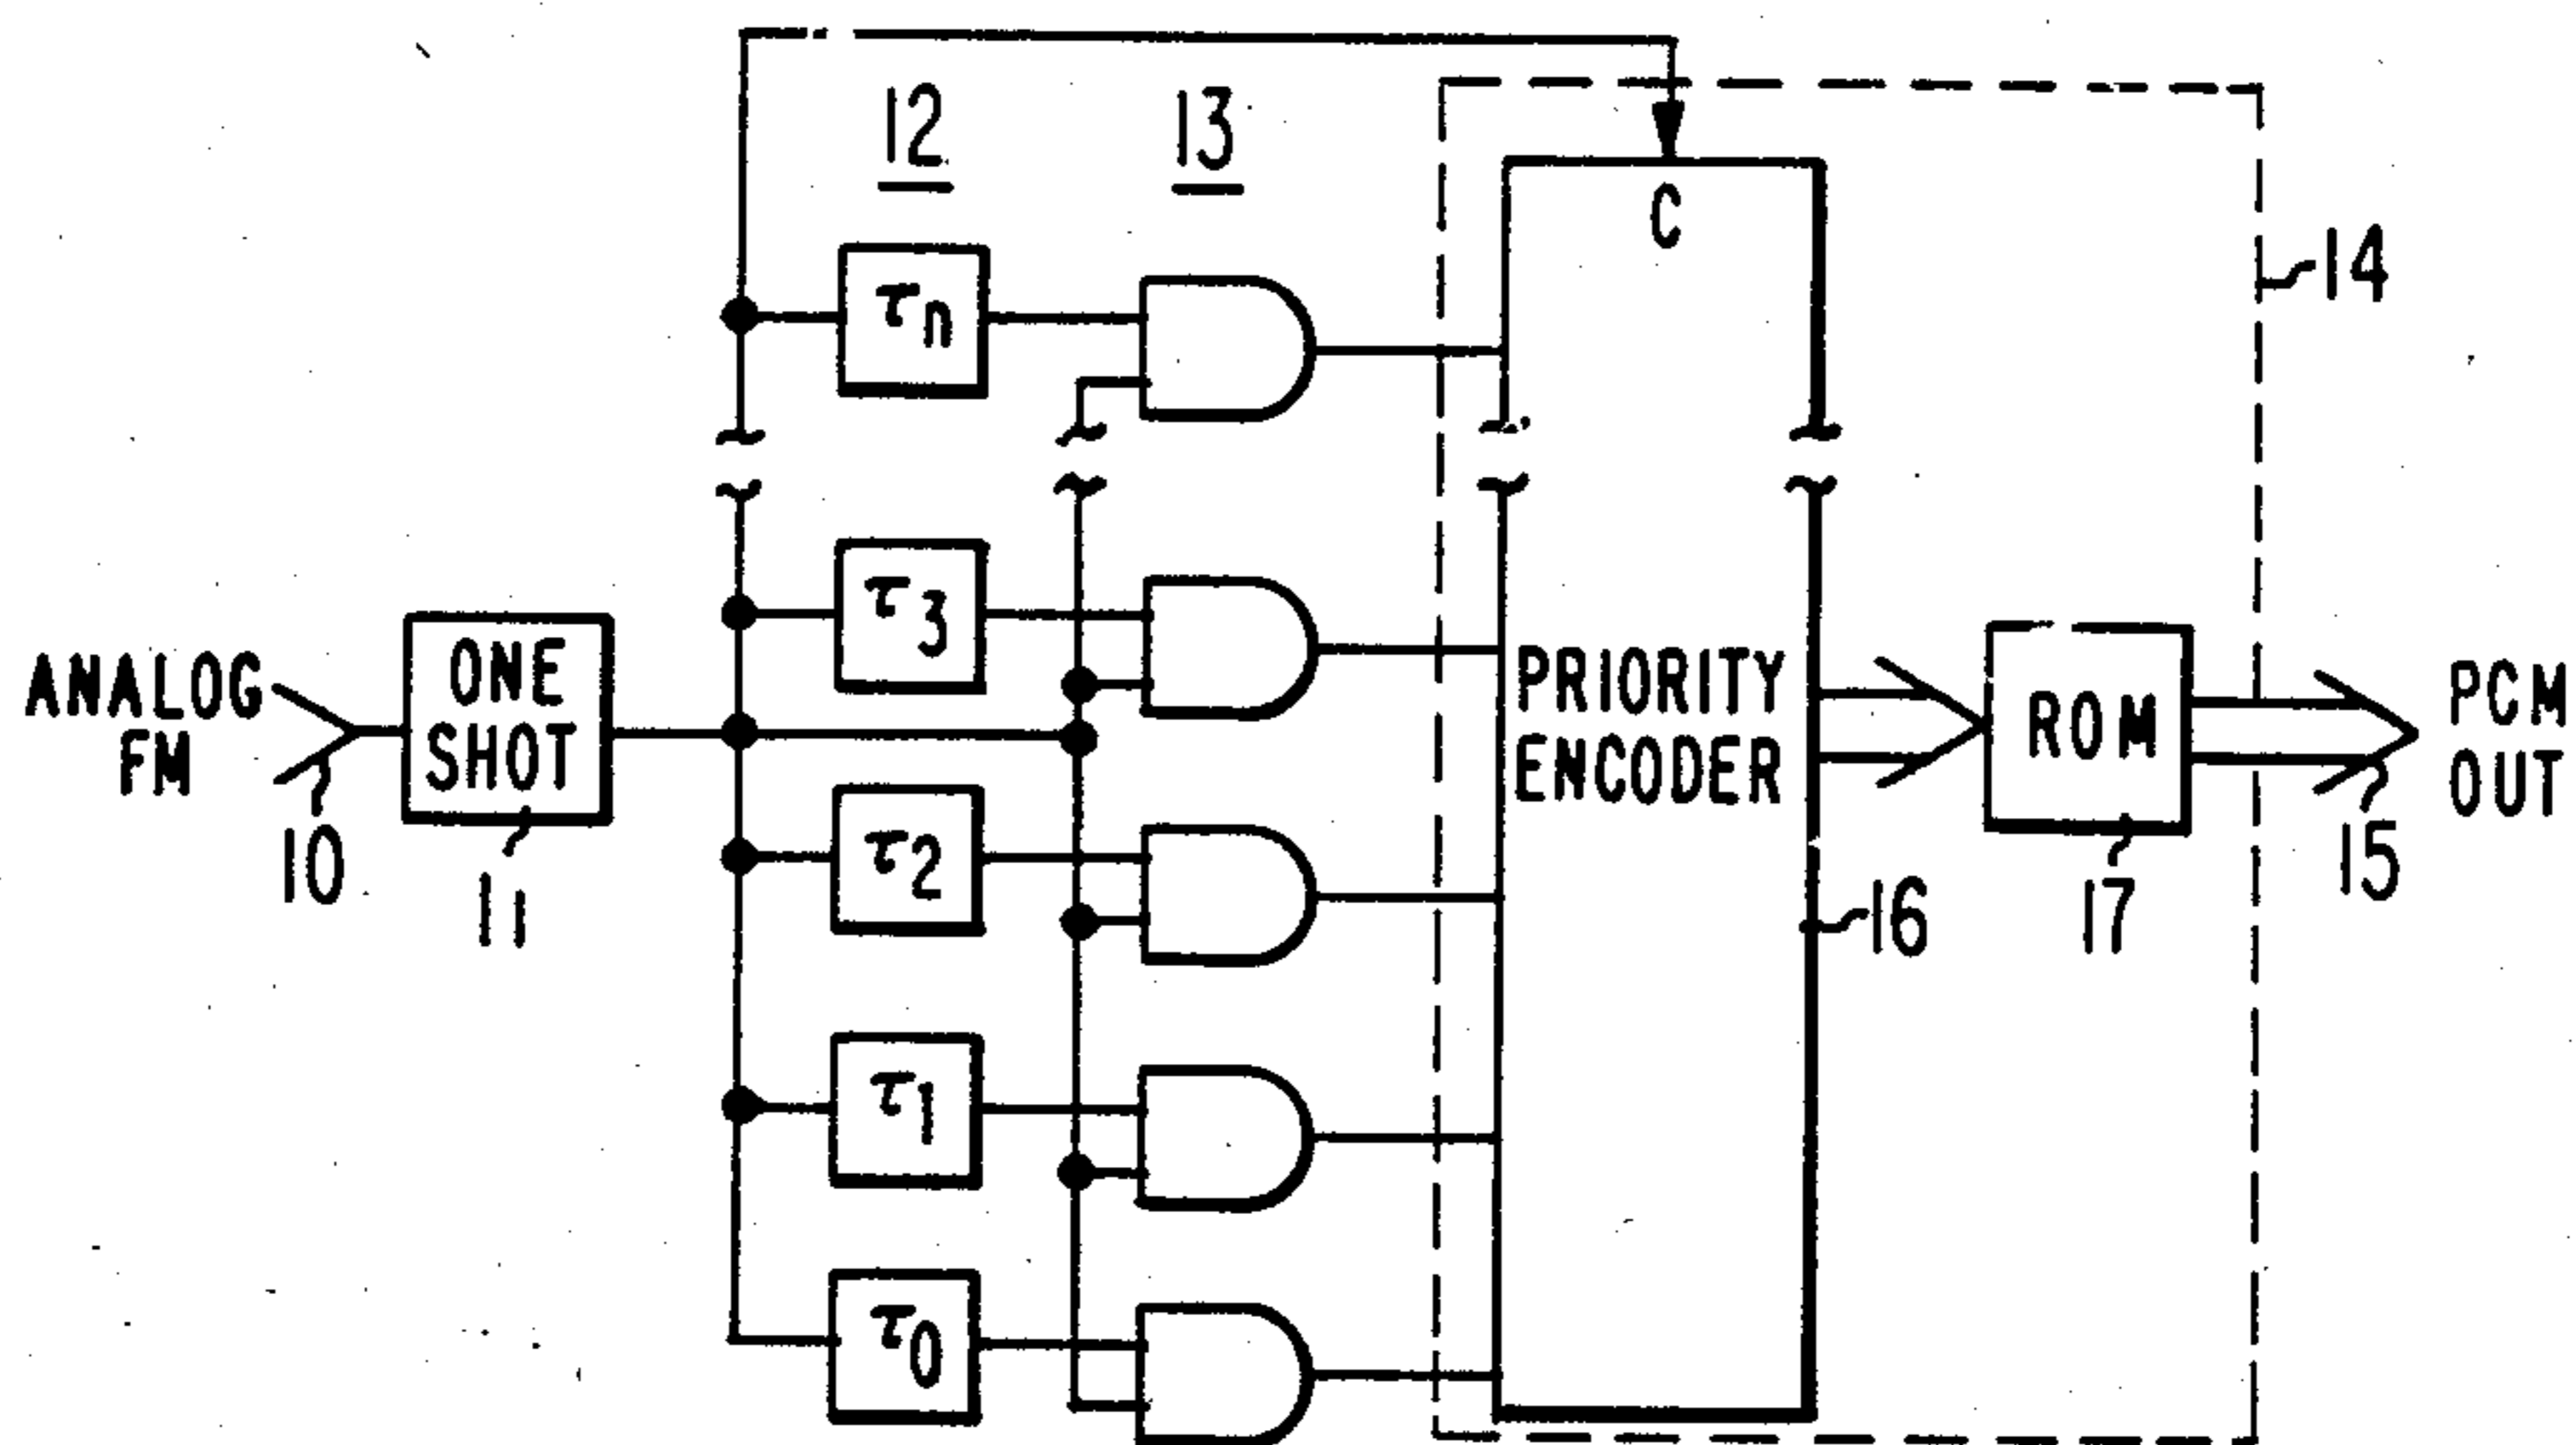 12
13
C
14
τn
τ3
ANALOG
FM
10
ONE
SHOT
11
τ2
τ1
τ0
PRIORITY
ENCODER
16
ROM
17
15
PCM
OUT